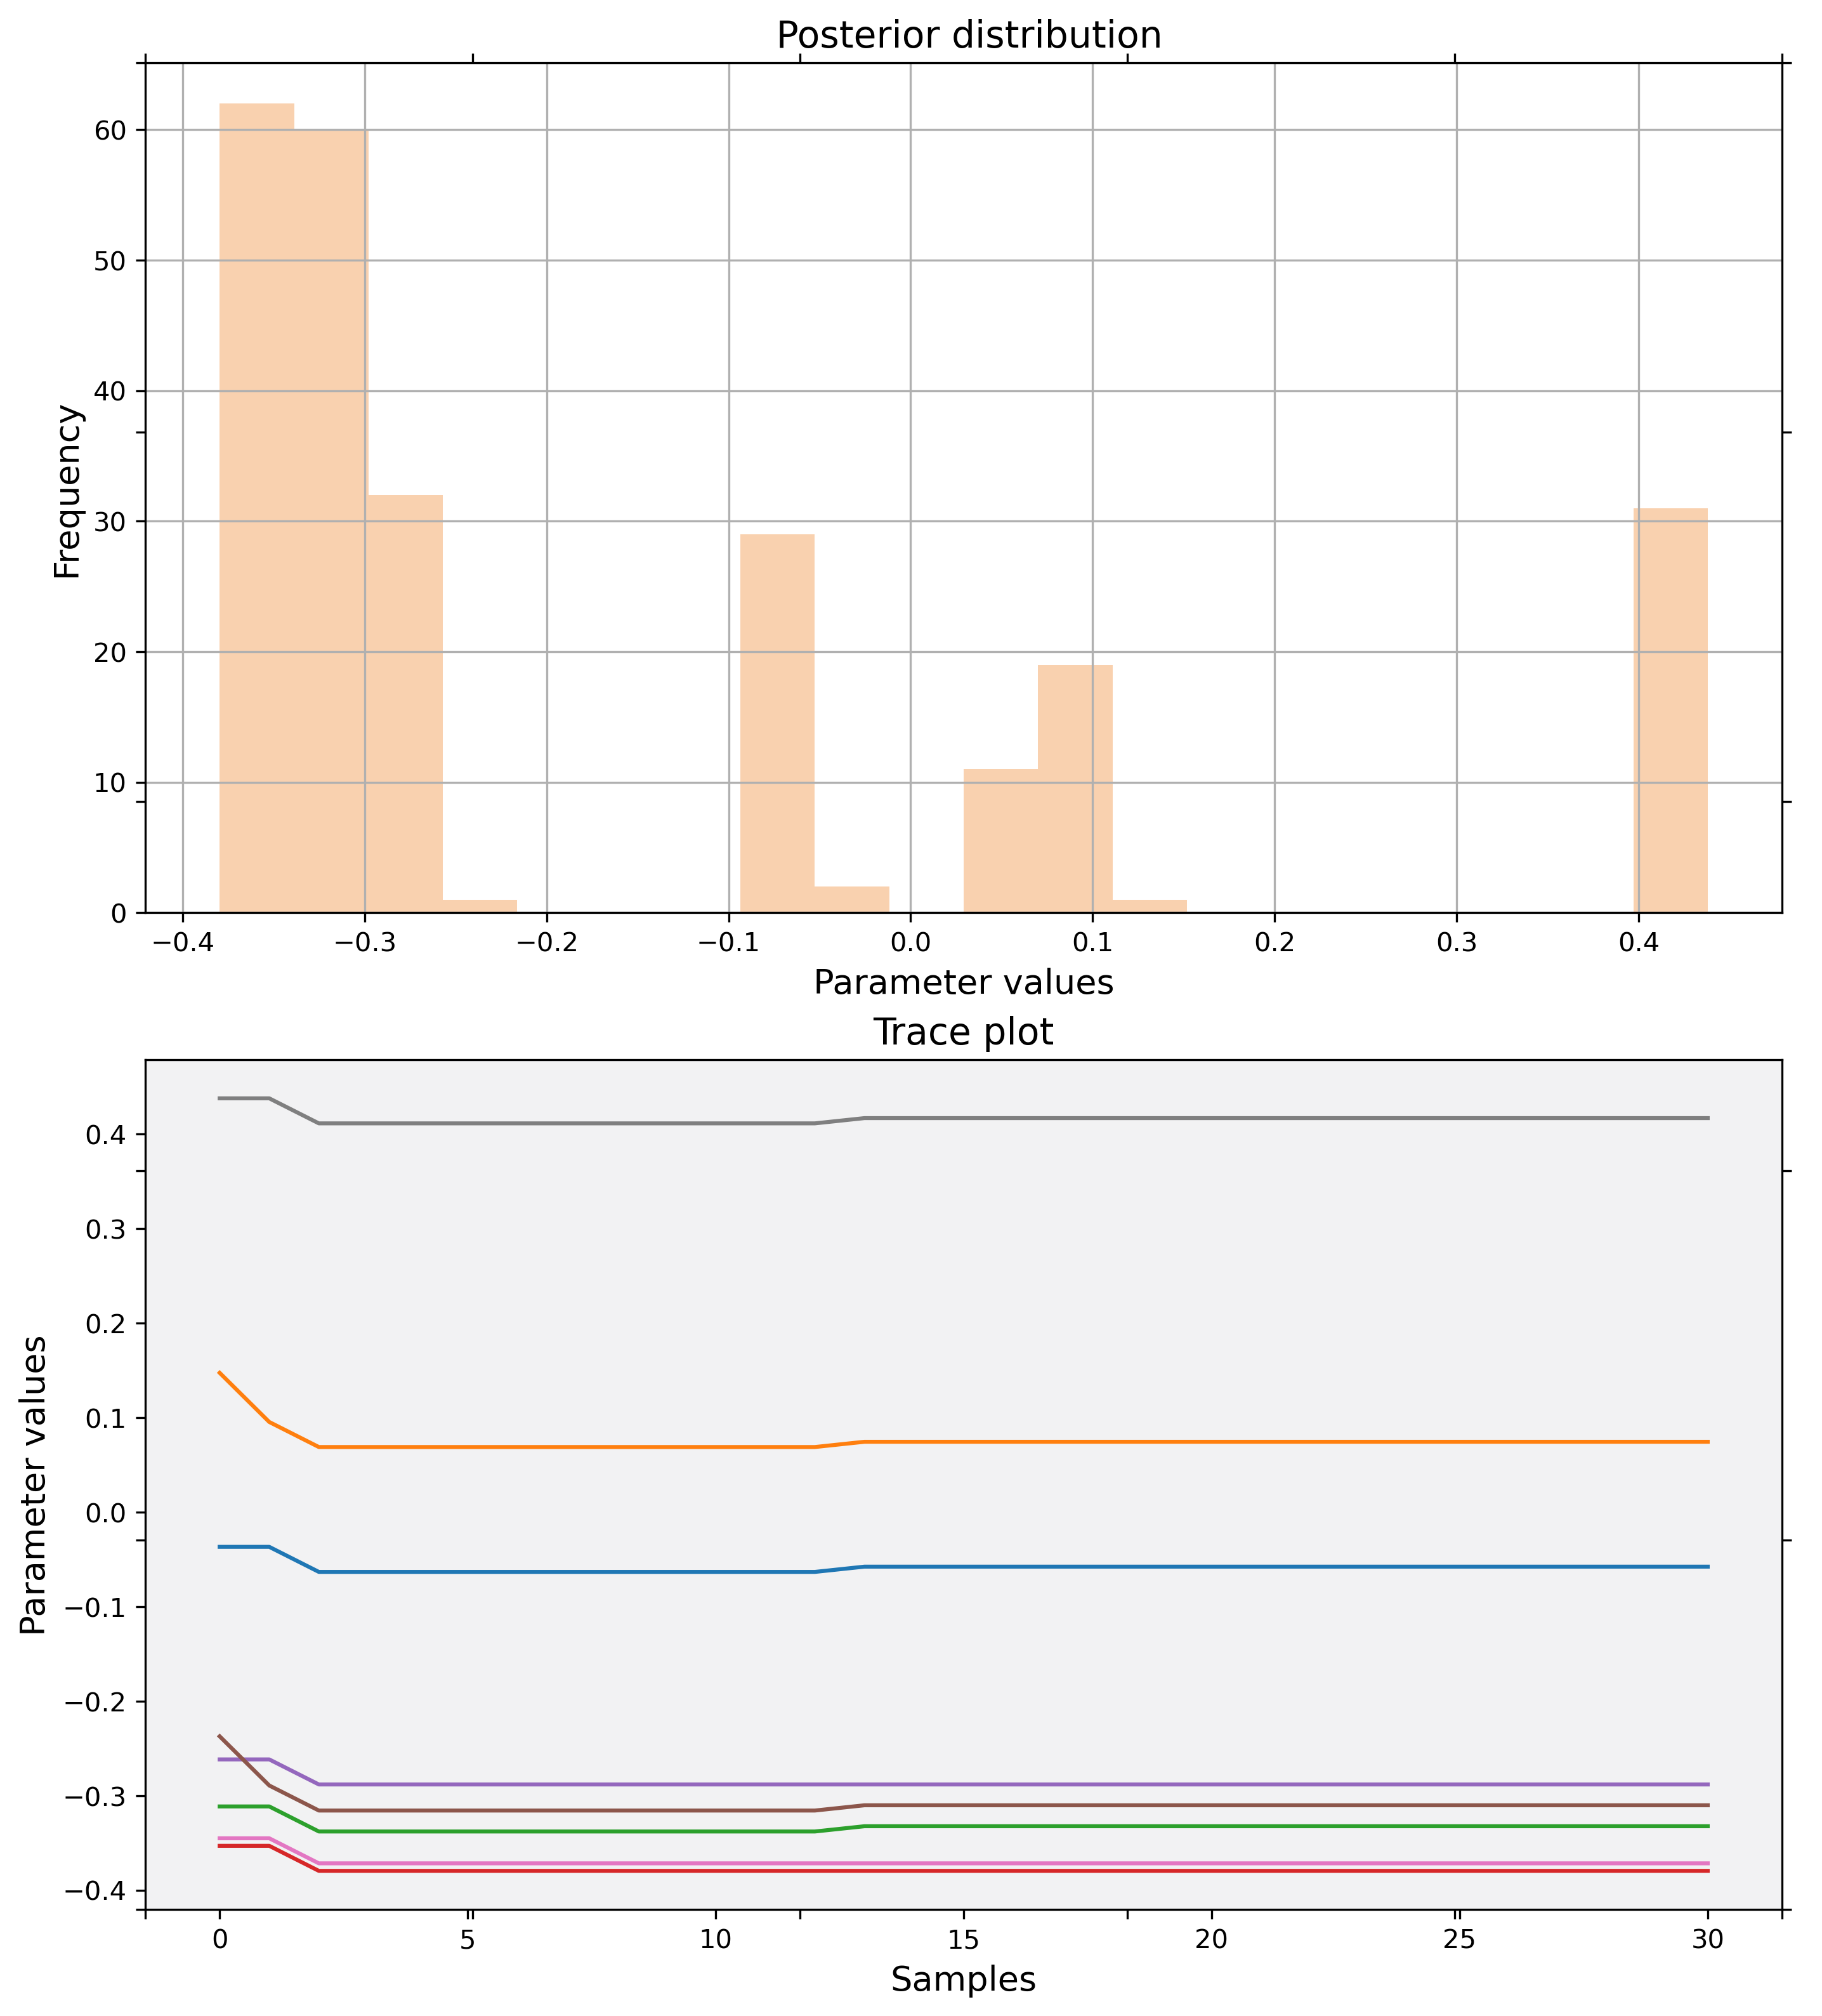 Posterior distribution
60
50
40
30
20
10
0
Frequency
−0.4 −0.3 −0.2 −0.1 0.0 0.1 0.2 0.3 0.4
Parameter values
Trace plot
0.4
0.3
0.2
0.1
0.0
−0.1
−0.2
−0.3
−0.4
Parameter values
0 5 10 15 20 25 30
Samples